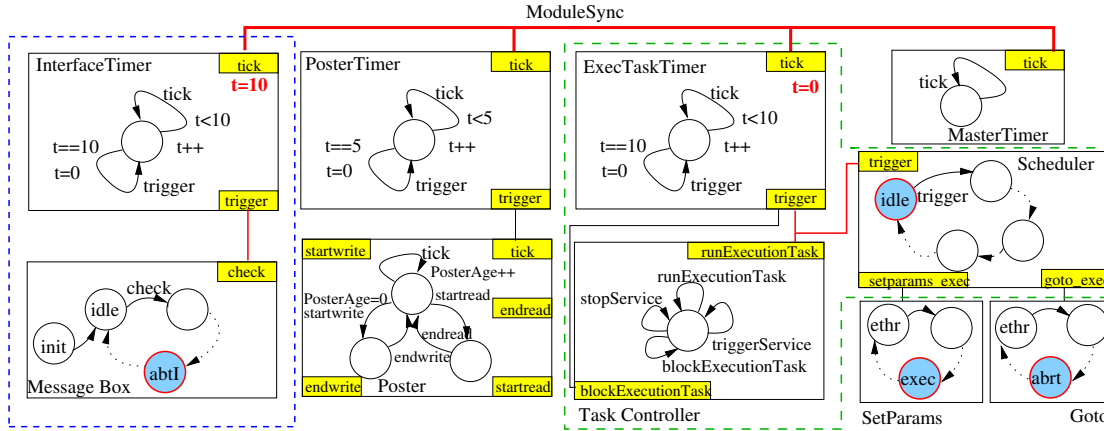 ModuleSync
InterfaceTimer
tick
t=10
tick
t<10
t==10
t++
t=0
trigger
trigger
PosterTimer
tick
tick
t<5
t==5
t++
t=0
trigger
trigger
ExecTaskTimer
tick
t=0
tick
t<10
t==10
t++
t=0
trigger
trigger
tick
tick
MasterTimer
check
check
idle
init
abtI
Message Box
startwrite
tick
tick
PosterAge++
PosterAge=0
startread
startwrite
endread
endread
endwrite
Poster
endwrite
startread
runExecutionTask
runExecutionTask
stopService
triggerService
blockExecutionTask
blockExecutionTask
Task Controller
trigger
Scheduler
idle
trigger
setparams_exec
goto_exec
ethr
exec
SetParams
ethr
abrt
Goto